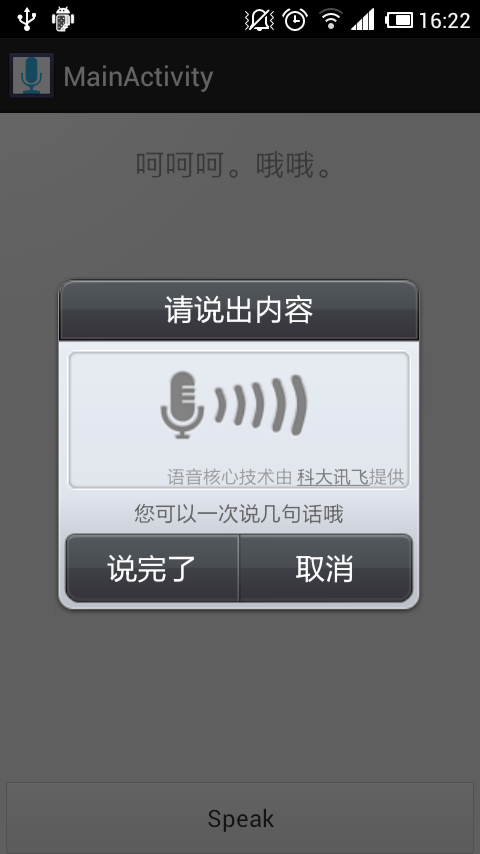 16:22
MainActivity
呵呵呵。哦哦。
请说出内容
语音核心技术由 科大讯飞提供
您可以一次说几句话哦
说完了 取消
Speak